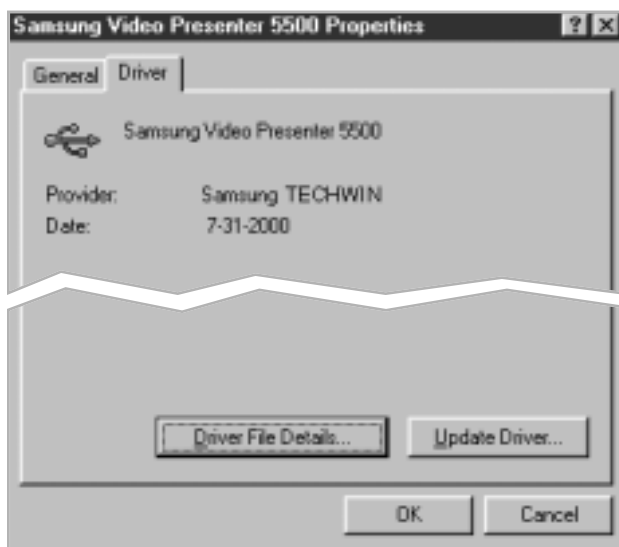 Samsung Video Presenter 5500 Properties ? ×
General Driver
Samsung Video Presenter 5500
Provider: Samsung TECHWIN
Date: 7-31-2000
Driver File Details... Update Driver...
OK Cancel